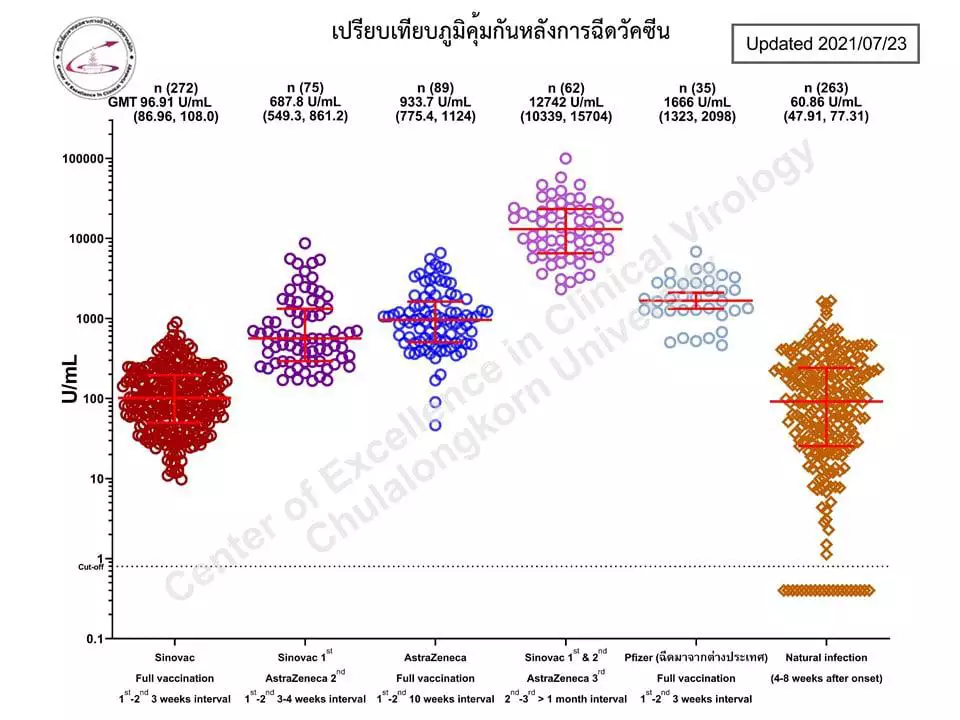 เปรียบเทียบภูมิคุ้มกันหลังการฉีดวัคซีน
Updated 2021/07/23
n (272) n (75) n (89) n (62) n (35) n (263)
GMT 96.91 U/mL 687.8 U/mL 933.7 U/mL 12742 U/mL 1666 U/mL 60.86 U/mL
(86.96, 108.0) (549.3, 861.2) (775.4, 1124) (10339, 15704) (1323, 2098) (47.91, 77.31)
100000
10000
1000
U/mL
100
10
1
Cut-off
0.1
Center of Excellence in Clinical Virology
Chulalongkorn University
Sinovac Sinovac 1st AstraZeneca Sinovac 1st & 2nd Pfizer (ฉีดมาจากต่างประเทศ) Natural infection
Full vaccination AstraZeneca 2nd Full vaccination AstraZeneca 3rd Full vaccination (4-8 weeks after onset)
1st-2nd 3 weeks interval 1st-2nd 3-4 weeks interval 1st-2nd 10 weeks interval 2nd-3rd > 1 month interval 1st-2nd 3 weeks interval